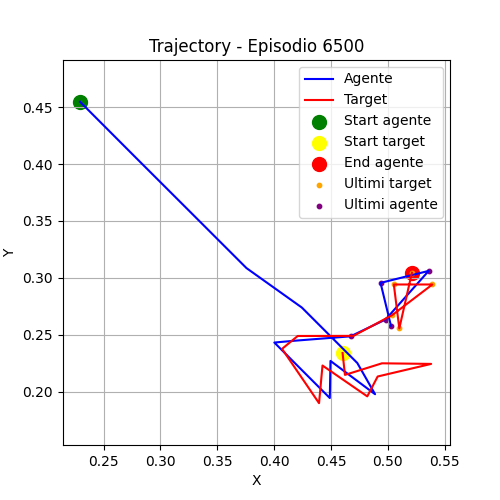 Trajectory - Episodio 6500
Agente
Target
Start agente
Start target
End agente
Ultimi target
Ultimi agente
Y
0.45
0.40
0.35
0.30
0.25
0.20
0.25 0.30 0.35 0.40 0.45 0.50 0.55
X